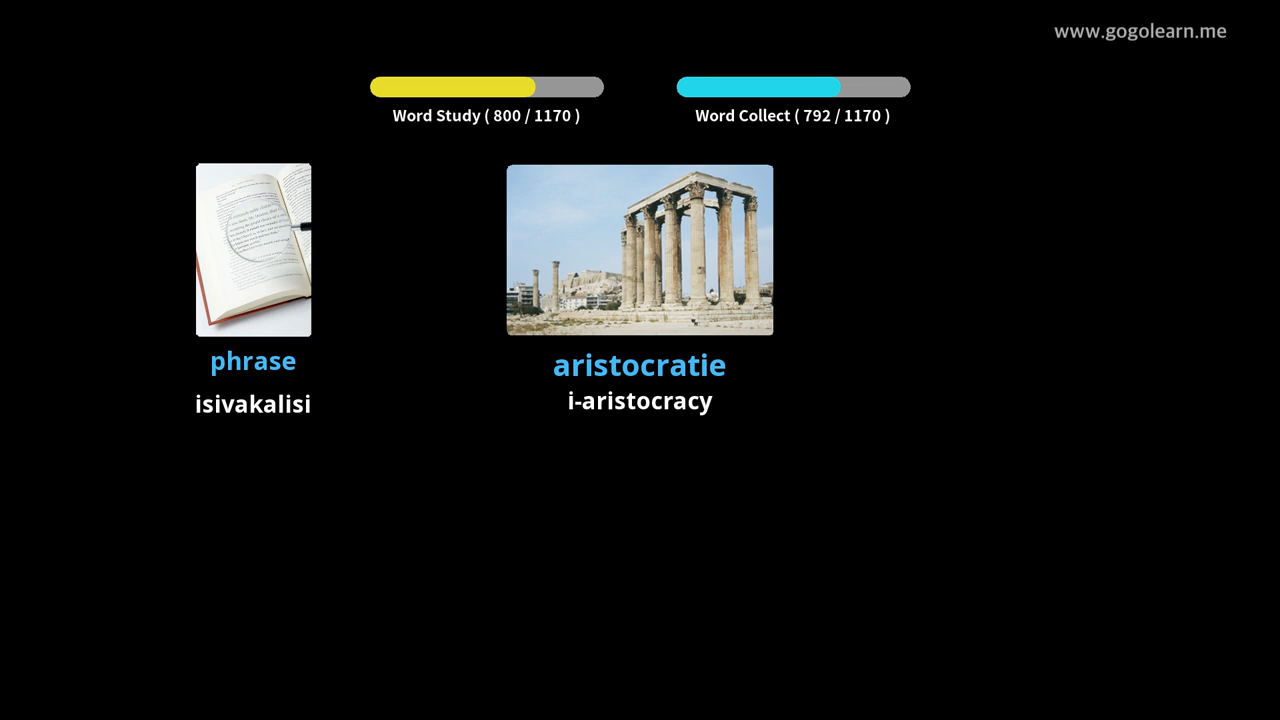 www.gogolearn.me
Word Study ( 800 / 1170 )
Word Collect ( 792 / 1170 )
phrase
isivakalisi
aristocratie
i-aristocracy